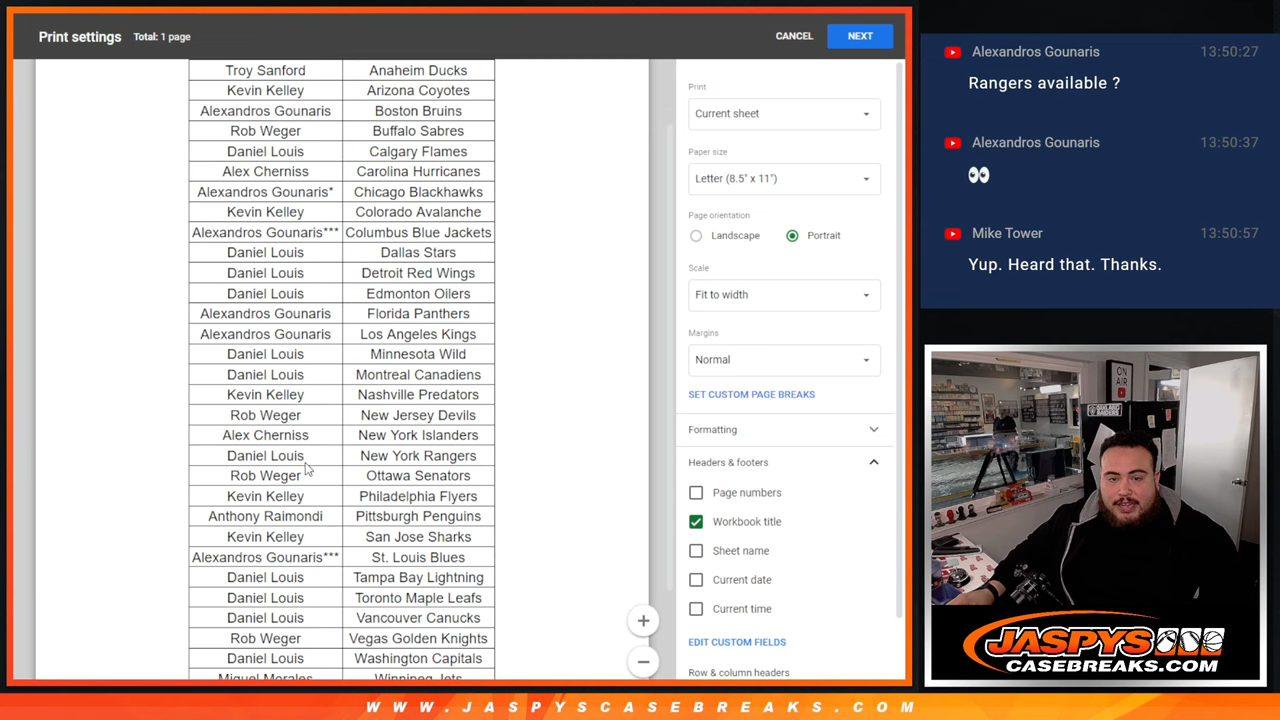 Print settings Total: 1 page CANCEL NEXT
Troy Sanford Anaheim Ducks
Kevin Kelley Arizona Coyotes
Alexandros Gounaris Boston Bruins
Rob Weger Buffalo Sabres
Daniel Louis Calgary Flames
Alex Cherniss Carolina Hurricanes
Alexandros Gounaris* Chicago Blackhawks
Kevin Kelley Colorado Avalanche
Alexandros Gounaris*** Columbus Blue Jackets
Daniel Louis Dallas Stars
Daniel Louis Detroit Red Wings
Daniel Louis Edmonton Oilers
Alexandros Gounaris Florida Panthers
Alexandros Gounaris Los Angeles Kings
Daniel Louis Minnesota Wild
Daniel Louis Montreal Canadiens
Kevin Kelley Nashville Predators
Rob Weger New Jersey Devils
Alex Cherniss New York Islanders
Daniel Louis New York Rangers
Rob Weger Ottawa Senators
Kevin Kelley Philadelphia Flyers
Anthony Raimondi Pittsburgh Penguins
Kevin Kelley San Jose Sharks
Alexandros Gounaris*** St. Louis Blues
Daniel Louis Tampa Bay Lightning
Daniel Louis Toronto Maple Leafs
Daniel Louis Vancouver Canucks
Rob Weger Vegas Golden Knights
Daniel Louis Washington Capitals
Miguel Morales Winnipeg Jets
Print
Current sheet
Paper size
Letter (8.5" x 11")
Page orientation
Landscape Portrait
Scale
Fit to width
Margins
Normal
SET CUSTOM PAGE BREAKS
Formatting
Headers & footers
Page numbers
Workbook title
Sheet name
Current date
Current time
EDIT CUSTOM FIELDS
Row & column headers
Alexandros Gounaris 13:50:27
Rangers available ?
Alexandros Gounaris 13:50:37
👀
Mike Tower 13:50:57
Yup. Heard that. Thanks.
ON
AIR
JASPYS
CASEBREAKS.COM
WWW.JASPYSCASEBREAKS.COM